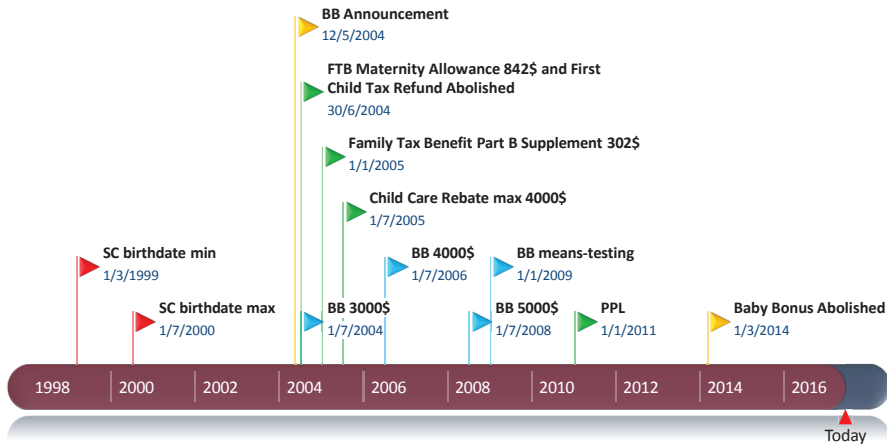 BB Announcement
12/5/2004
FTB Maternity Allowance 842$ and First
Child Tax Refund Abolished
30/6/2004
Family Tax Benefit Part B Supplement 302$
1/1/2005
Child Care Rebate max 4000$
1/7/2005
SC birthdate min
1/3/1999
BB 4000$
1/7/2006
BB means-testing
1/1/2009
SC birthdate max
1/7/2000
BB 3000$
1/7/2004
BB 5000$
1/7/2008
PPL
1/1/2011
Baby Bonus Abolished
1/3/2014
1998 2000 2002 2004 2006 2008 2010 2012 2014 2016
Today